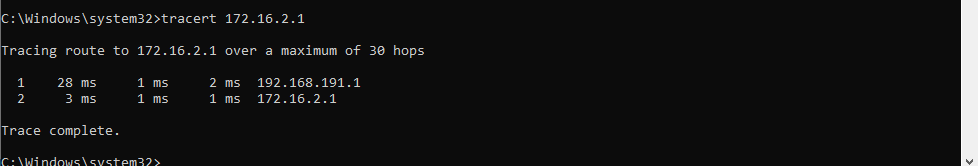 C:\Windows\system32>tracert 172.16.2.1
Tracing route to 172.16.2.1 over a maximum of 30 hops
1 28 ms 1 ms 2 ms 192.168.191.1
2 3 ms 1 ms 1 ms 172.16.2.1
Trace complete.
C:\Windows\system32>